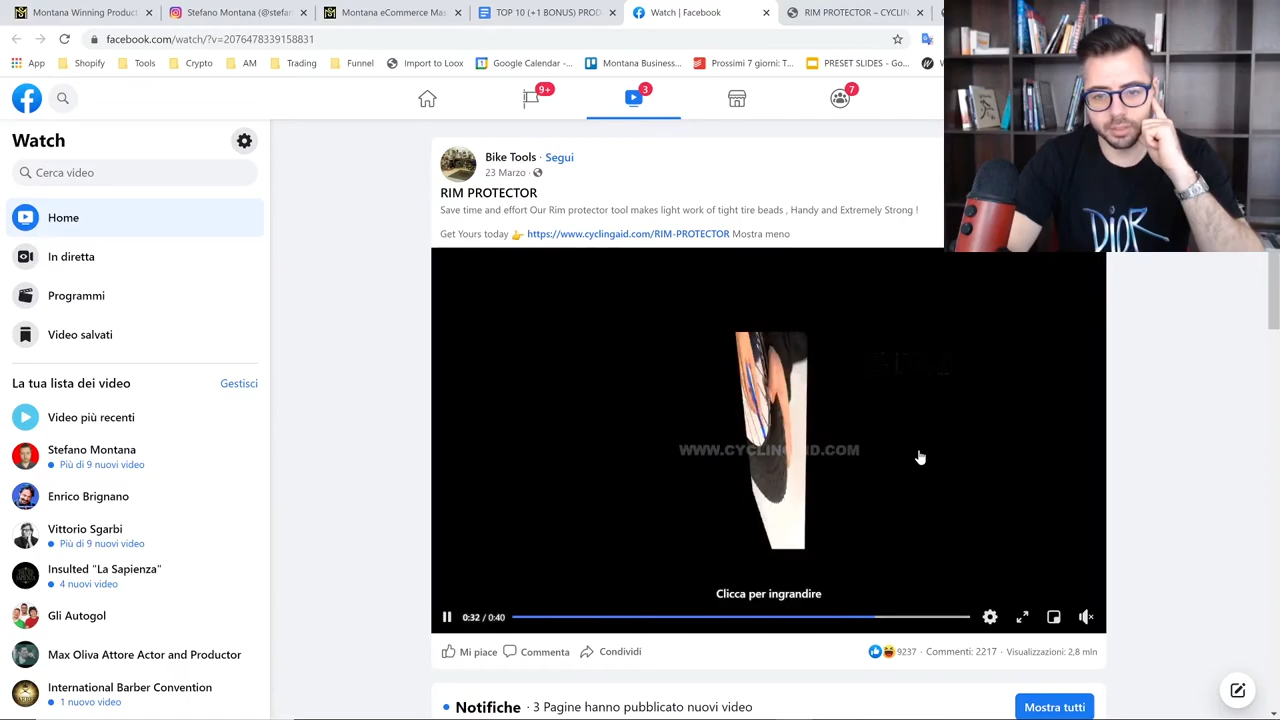 Montana Winning Product
Stefano Montana (@stefan
Montana eCommerce Mas
TOP 10 (+1 BONUS) PROD
Watch | Facebook
RIM PROTECTOR – CYCLIN
facebook.com/watch/?v=2076478339158831
App
Shopify
Tools
Crypto
AM
Trading
Funnel
Import to Loox
Google Calendar -...
Montana Business...
Prossimi 7 giorni: T...
PRESET SLIDES - Go...
9+
3
7
Watch
Cerca video
Home
In diretta
Programmi
Video salvati
La tua lista dei video
Gestisci
Video più recenti
Stefano Montana
Più di 9 nuovi video
Enrico Brignano
Vittorio Sgarbi
Più di 9 nuovi video
Insulted "La Sapienza"
4 nuovi video
Gli Autogol
Max Oliva Attore Actor and Productor
International Barber Convention
1 nuovo video
Bike Tools · Segui
23 Marzo ·
RIM PROTECTOR
Save time and effort Our Rim protector tool makes light work of tight tire beads , Handy and Extremely Strong !
Get Yours today 👉 https://www.cyclingaid.com/RIM-PROTECTOR Mostra meno
WWW.CYCLINGAID.COM
Clicca per ingrandire
0:32 / 0:40
Mi piace
Commenta
Condividi
9237 · Commenti: 2217 · Visualizzazioni: 2,8 mln
Notifiche · 3 Pagine hanno pubblicato nuovi video
Mostra tutti
DIOR